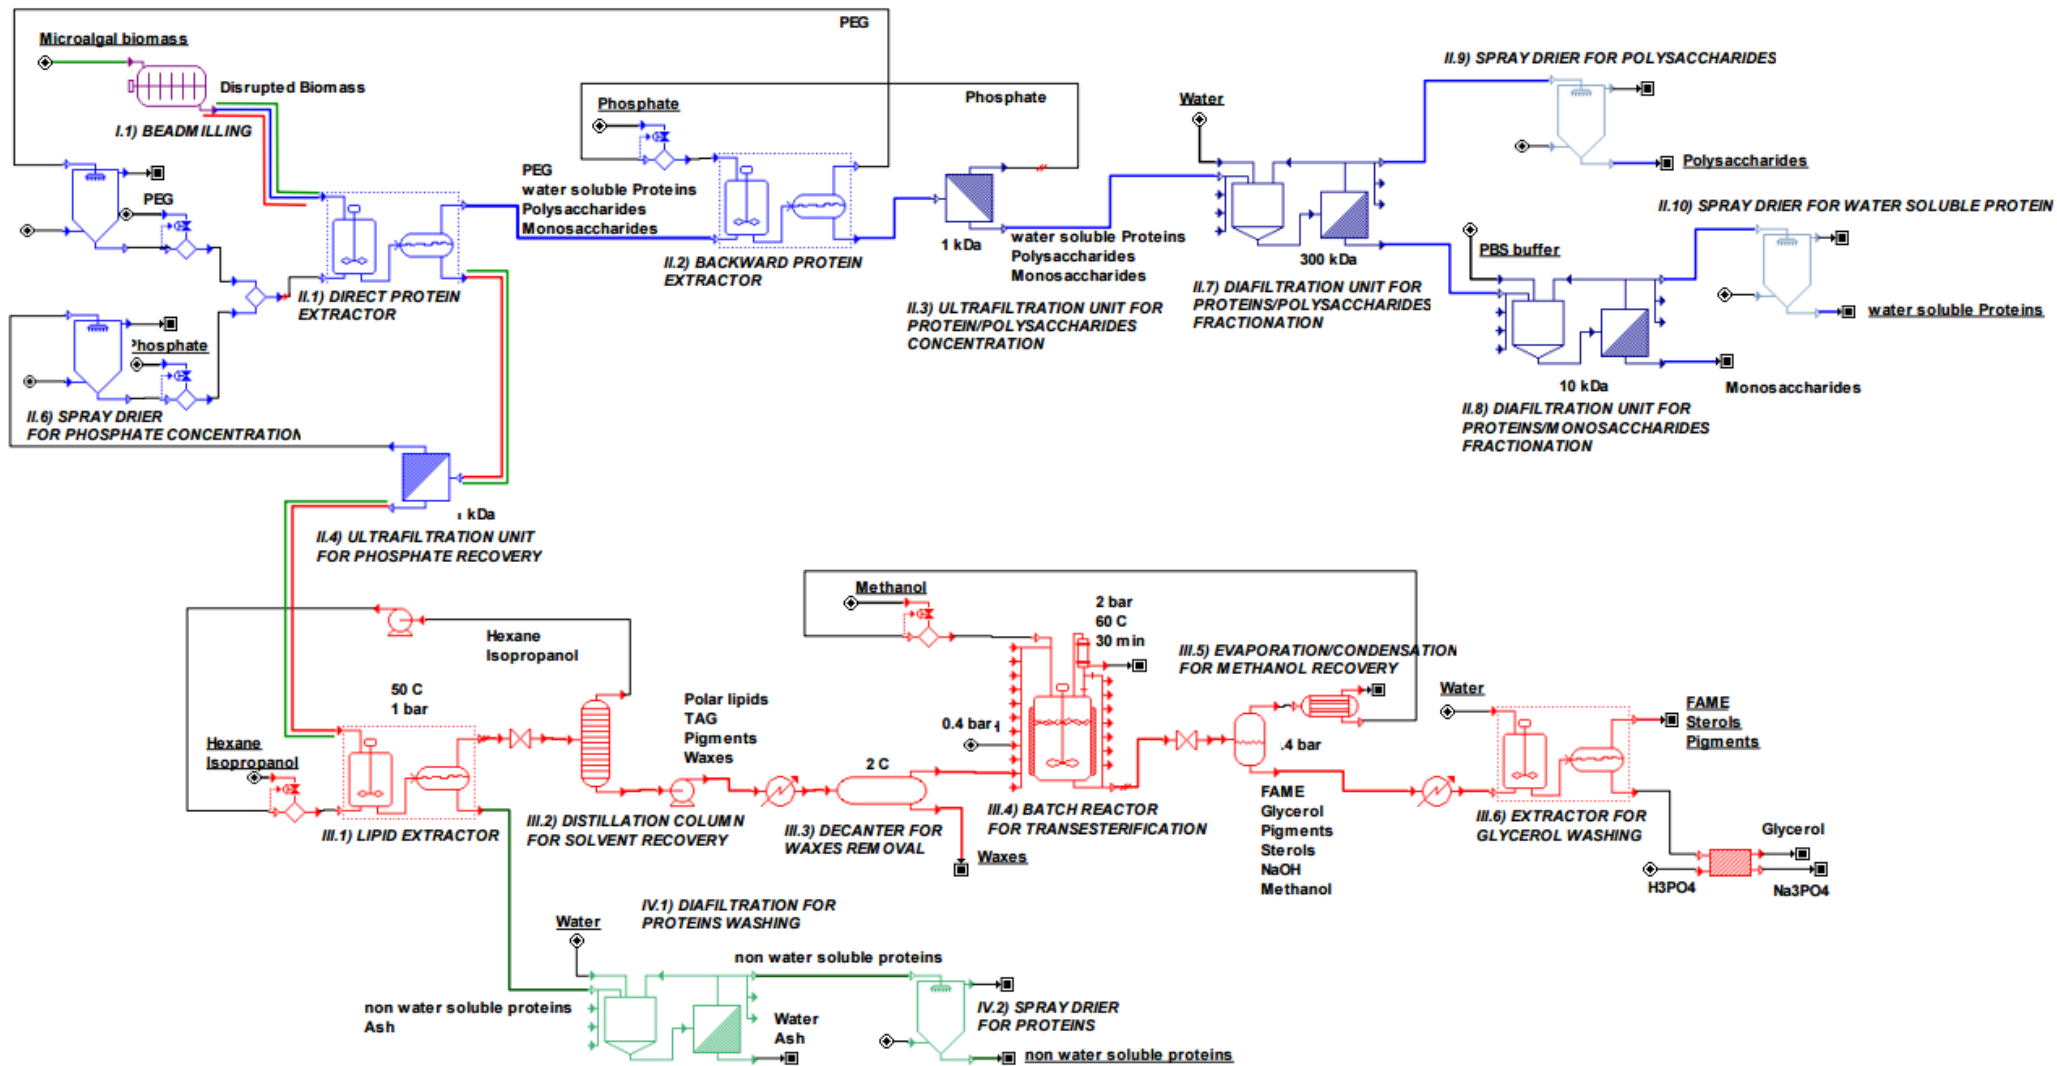 PEG
Microalgal biomass
Disrupted Biomass
I.1) BEADMILLING
PEG
Phosphate
II.6) SPRAY DRIER
FOR PHOSPHATE CONCENTRATION
II.1) DIRECT PROTEIN
EXTRACTOR
PEG
water soluble Proteins
Polysaccharides
Monosaccharides
Phosphate
Phosphate
II.2) BACKWARD PROTEIN
EXTRACTOR
1 kDa
water soluble Proteins
Polysaccharides
Monosaccharides
II.3) ULTRAFILTRATION UNIT FOR
PROTEIN/POLYSACCHARIDES
CONCENTRATION
Water
300 kDa
II.7) DIAFILTRATION UNIT FOR
PROTEINS/POLYSACCHARIDES
FRACTIONATION
II.9) SPRAY DRIER FOR POLYSACCHARIDES
Polysaccharides
II.10) SPRAY DRIER FOR WATER SOLUBLE PROTEIN
PBS buffer
water soluble Proteins
10 kDa
Monosaccharides
II.8) DIAFILTRATION UNIT FOR
PROTEINS/MONOSACCHARIDES
FRACTIONATION
kDa
II.4) ULTRAFILTRATION UNIT
FOR PHOSPHATE RECOVERY
Hexane
Isopropanol
50 C
1 bar
Hexane
Isopropanol
III.1) LIPID EXTRACTOR
III.2) DISTILLATION COLUMN
FOR SOLVENT RECOVERY
Polar lipids
TAG
Pigments
Waxes
2 C
III.3) DECANTER FOR
WAXES REMOVAL
Waxes
Methanol
2 bar
60 C
30 min
0.4 bar
III.4) BATCH REACTOR
FOR TRANSESTERIFICATION
III.5) EVAPORATION/CONDENSATION
FOR METHANOL RECOVERY
.4 bar
FAME
Glycerol
Pigments
Sterols
NaOH
Methanol
Water
FAME
Sterols
Pigments
III.6) EXTRACTOR FOR
GLYCEROL WASHING
Glycerol
H3PO4
Na3PO4
IV.1) DIAFILTRATION FOR
PROTEINS WASHING
Water
non water soluble proteins
non water soluble proteins
Ash
Water
Ash
IV.2) SPRAY DRIER
FOR PROTEINS
non water soluble proteins